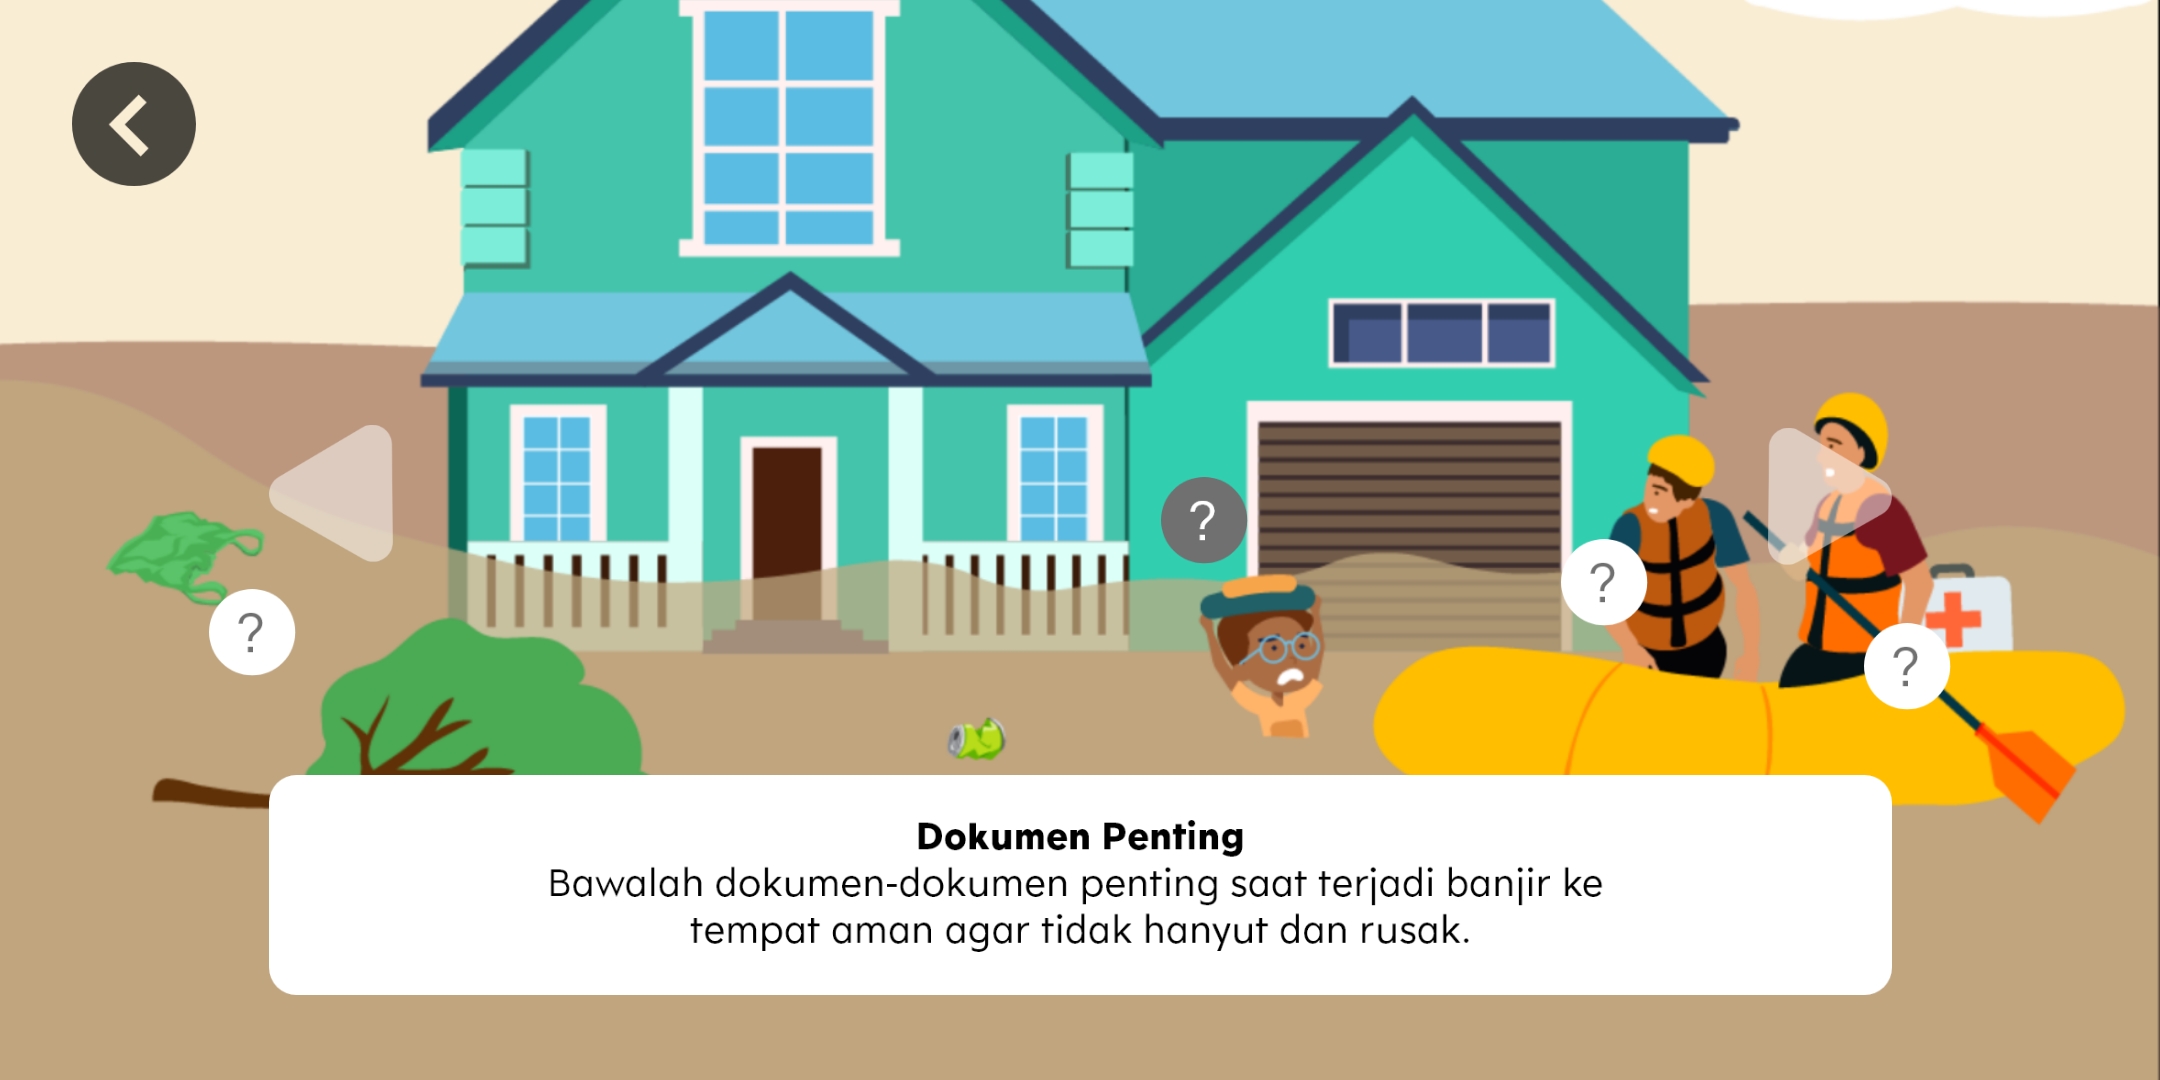 ?
?
?
?
Dokumen Penting
Bawalah dokumen-dokumen penting saat terjadi banjir ke
tempat aman agar tidak hanyut dan rusak.